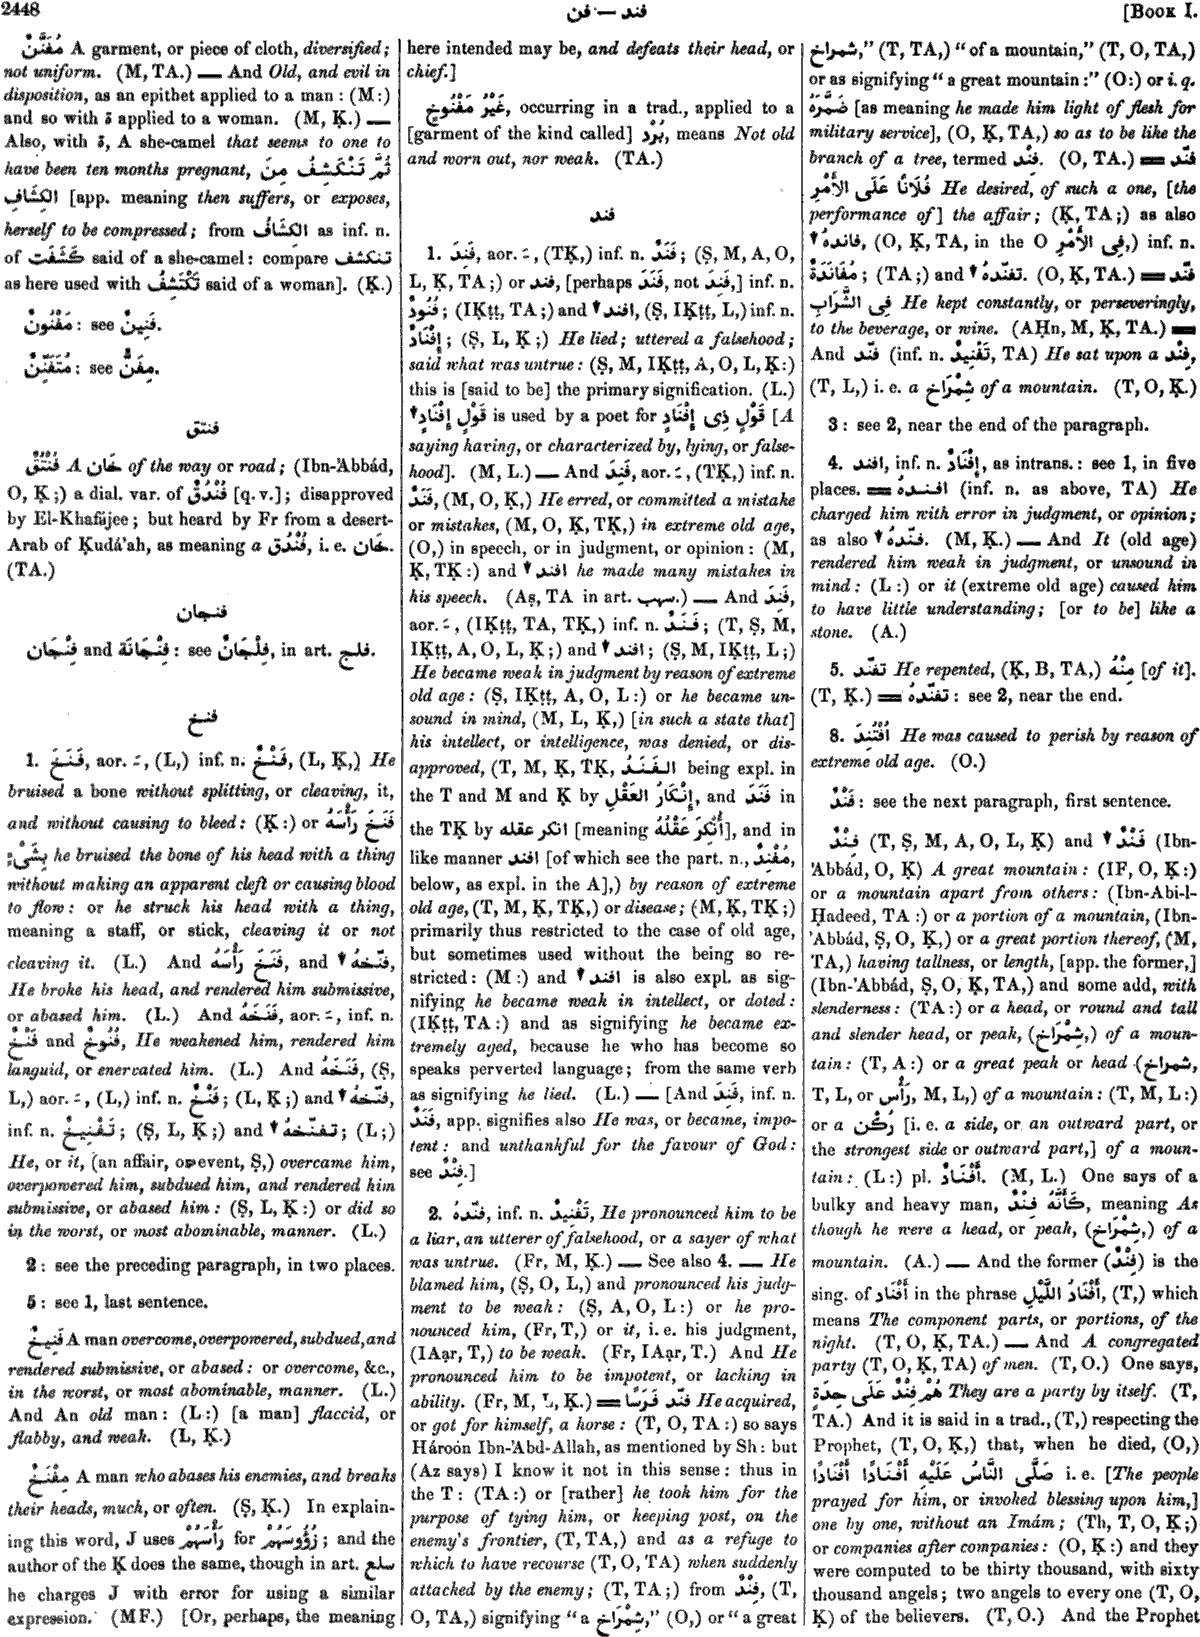 2448
فند — فن
[BOOK I.
مُفَنَّنٌ A garment, or piece of cloth, diversified;
not uniform. (M, TA.) — And Old, and evil in
disposition, as an epithet applied to a man : (M :)
and so with ة applied to a woman. (M, Ḳ.) —
Also, with ة, A she-camel that seems to one to
have been ten months pregnant, ثُمَّ تَنْكَشِفُ مِنَ
الكِشَافِ [app. meaning then suffers, or exposes,
herself to be compressed; from الكِشَافُ as inf. n.
of كَشَفَتْ said of a she-camel : compare تنكشف
as here used with تَكْتَشِفُ said of a woman]. (Ḳ.)
مَفْنُونٌ : see فَنِينٌ.
مُتَفَنِّنٌ : see مِفَنٌّ.
فنتق
فُنْتُقٌ A خَان of the way or road; (Ibn-'Abbád,
O, Ḳ ;) a dial. var. of فُنْدُقٌ [q. v.]; disapproved
by El-Khafájee ; but heard by Fr from a desert-
Arab of Ḳudá'ah, as meaning a فُنْدُق, i. e. خَان.
(TA.)
فنجان
فِنْجَان and فِنْجَانَة : see فِلْجَانٌ, in art. فلج.
فنخ
1. فَنَخَ, aor. ـَ, (L,) inf. n. فَنْخٌ, (L, Ḳ,) He
bruised a bone without splitting, or cleaving, it,
and without causing to bleed : (Ḳ :) or فَنَخَ رَأْسَهُ
بِشَىْءٍ he bruised the bone of his head with a thing
without making an apparent cleft or causing blood
to flow : or he struck his head with a thing,
meaning a staff, or stick, cleaving it or not
cleaving it. (L.) And فَنَخَ رَأْسَهُ, and ▼ فنّخهُ,
He broke his head, and rendered him submissive,
or abased him. (L.) And فَنَخَهُ, aor. ـَ, inf. n.
فَنْخٌ and فُنُوخٌ, He weakened him, rendered him
languid, or enervated him. (L.) And فَنَخَهُ, (Ṣ,
L,) aor. ـَ, (L,) inf. n. فَنْخٌ; (L, Ḳ ;) and ▼ فنّخهُ,
inf. n. تَفْنِيخٌ ; (Ṣ, L, Ḳ ;) and ▼ تفنّخهُ ; (L ;)
He, or it, (an affair, or event, Ṣ,) overcame him,
overpowered him, subdued him, and rendered him
submissive, or abased him : (Ṣ, L, Ḳ :) or did so
in the worst, or most abominable, manner. (L.)
2 : see the preceding paragraph, in two places.
5 : see 1, last sentence.
فَنِيخٌ A man overcome, overpowered, subdued, and
rendered submissive, or abased : or overcome, &c.,
in the worst, or most abominable, manner. (L.)
And An old man : (L :) [a man] flaccid, or
flabby, and weak. (L, Ḳ.)
مِفْنَخٌ A man who abases his enemies, and breaks
their heads, much, or often. (Ṣ, Ḳ.) In explain-
ing this word, J uses رَأْسَهُمْ for رُؤُوسَهُمْ ; and the
author of the Ḳ does the same, though in art. سلع
he charges J with error for using a similar
expression. (MF.) [Or, perhaps, the meaning
here intended may be, and defeats their head, or
chief.]
غَيْرُ مَفْنُوخٍ, occurring in a trad., applied to a
[garment of the kind called] بُرْد, means Not old
and worn out, nor weak. (TA.)
فند
1. فَنَدَ, aor. ـِ, (TḲ,) inf. n. فَنَدٌ ; (Ṣ, M, A, O,
L, Ḳ, TA ;) or فند, [perhaps فَنَدَ, not فَنِدَ,] inf. n.
فُنُودٌ ; (IḲṭṭ, TA ;) and ▼ افند, (Ṣ, IḲṭṭ, L,) inf. n.
إِفْنَادٌ ; (Ṣ, L, Ḳ ;) He lied; uttered a falsehood;
said what was untrue : (Ṣ, M, IḲṭṭ, A, O, L, Ḳ :)
this is [said to be] the primary signification. (L.)
▼ قَوْلٍ إِفْنَادٍ is used by a poet for قَوْلٍ ذِى إِفْنَادٍ [A
saying having, or characterized by, lying, or false-
hood]. (M, L.) — And فَنِدَ, aor. ـَ, (TḲ,) inf. n.
فَنَدٌ, (M, O, Ḳ,) He erred, or committed a mistake
or mistakes, (M, O, Ḳ, TḲ,) in extreme old age,
(O,) in speech, or in judgment, or opinion : (M,
Ḳ, TḲ :) and ▼ افند he made many mistakes in
his speech. (Aṣ, TA in art. سهب.) — And فَنِدَ,
aor. ـَ, (IḲṭṭ, TA, TḲ,) inf. n. فَنَدٌ ; (T, Ṣ, M,
IḲṭṭ, A, O, L, Ḳ ;) and ▼ افند ; (Ṣ, M, IḲṭṭ, L ;)
He became weak in judgment by reason of extreme
old age : (Ṣ, IḲṭṭ, A, O, L :) or he became un-
sound in mind, (M, L, Ḳ,) [in such a state that]
his intellect, or intelligence, was denied, or dis-
approved, (T, M, Ḳ, TḲ, الفَنَدُ being expl. in
the T and M and Ḳ by إِنْكَارُ العَقْلِ, and فَنَدَ in
the TḲ by انكر عقله [meaning أُنْكِرَ عَقْلُهُ], and in
like manner افند [of which see the part. n., مُفْنِدٌ,
below, as expl. in the A],) by reason of extreme
old age, (T, M, Ḳ, TḲ,) or disease ; (M, Ḳ, TḲ ;)
primarily thus restricted to the case of old age,
but sometimes used without the being so re-
stricted : (M :) and ▼ افند is also expl. as sig-
nifying he became weak in intellect, or doted :
(IḲṭṭ, TA :) and as signifying he became ex-
tremely aged, because he who has become so
speaks perverted language ; from the same verb
as signifying he lied. (L.) — [And فَنِدَ, inf. n.
فَنَدٌ, app. signifies also He was, or became, impo-
tent : and unthankful for the favour of God :
see فَنَدٌ.]
2. فنّدهُ, inf. n. تَفْنِيدٌ, He pronounced him to be
a liar, an utterer of falsehood, or a sayer of what
was untrue. (Fr, M, Ḳ.) — See also 4. — He
blamed him, (Ṣ, O, L,) and pronounced his judg-
ment to be weak : (Ṣ, A, O, L :) or he pro-
nounced him, (Fr, T,) or it, i. e. his judgment,
(IAạr, T,) to be weak. (Fr, IAạr, T.) And He
pronounced him to be impotent, or lacking in
ability. (Fr, M, L, Ḳ.) = فنّد فَرَسًا He acquired,
or got for himself, a horse : (T, O, TA :) so says
Hároón Ibn-'Abd-Allah, as mentioned by Sh : but
(Az says) I know it not in this sense : thus in
the T : (TA :) or [rather] he took him for the
purpose of tying him, or keeping post, on the
enemy's frontier, (T, TA,) and as a refuge to
which to have recourse (T, O, TA) when suddenly
attacked by the enemy ; (T, TA ;) from فِنْدٌ, (T,
O, TA,) signifying “ a شِمْرَاخ,” (O,) or “ a great
شمراخ,” (T, TA,) “ of a mountain,” (T, O, TA,)
or as signifying “ a great mountain :” (O :) or i. q.
ضَمَّرَهُ [as meaning he made him light of flesh for
military service], (O, Ḳ, TA,) so as to be like the
branch of a tree, termed فِنْد. (O, TA.) = فنّد
فُلَانًا عَلَى الأَمْرِ He desired, of such a one, [the
performance of] the affair ; (Ḳ, TA ;) as also
▼ فاندهُ, (O, Ḳ, TA, in the O فِى الأَمْرِ,) inf. n.
مُفَانَدَةٌ ; (TA ;) and ▼ تفنّدهُ. (O, Ḳ, TA.) = فنّد
فِى الشَّرَابِ He kept constantly, or perseveringly,
to the beverage, or wine. (AḤn, M, Ḳ, TA.) =
And فنّد (inf. n. تَفْنِيدٌ, TA) He sat upon a فِنْد,
(T, L,) i. e. a شِمْرَاخ of a mountain. (T, O, Ḳ.)
3 : see 2, near the end of the paragraph.
4. افند, inf. n. إِفْنَادٌ, as intrans. : see 1, in five
places. = افندهُ (inf. n. as above, TA) He
charged him with error in judgment, or opinion;
as also ▼ فنّدهُ. (M, Ḳ.) — And It (old age)
rendered him weak in judgment, or unsound in
mind : (L :) or it (extreme old age) caused him
to have little understanding ; [or to be] like a
stone. (A.)
5. تفنّد He repented, (Ḳ, B, TA,) مِنْهُ [of it].
(T, Ḳ.) = تفنّدهُ : see 2, near the end.
8. اُفْتُنِدَ He was caused to perish by reason of
extreme old age. (O.)
فَنْدٌ : see the next paragraph, first sentence.
فِنْدٌ (T, Ṣ, M, A, O, L, Ḳ) and ▼ فَنْدٌ (Ibn-
'Abbád, O, Ḳ) A great mountain : (IF, O, Ḳ :)
or a mountain apart from others : (Ibn-Abi-l-
Ḥadeed, TA :) or a portion of a mountain, (Ibn-
'Abbád, Ṣ, O, Ḳ,) or a great portion thereof, (M,
TA,) having tallness, or length, [app. the former,]
(Ibn-'Abbád, Ṣ, O, Ḳ, TA,) and some add, with
slenderness : (TA :) or a head, or round and tall
and slender head, or peak, (شِمْرَاخ,) of a moun-
tain : (T, A :) or a great peak or head (شمراخ,
T, L, or رَأْس, M, L,) of a mountain : (T, M, L :)
or a رُكْن [i. e. a side, or an outward part, or
the strongest side or outward part,] of a moun-
tain : (L :) pl. أَفْنَادٌ. (M, L.) One says of a
bulky and heavy man, كَأَنَّهُ فِنْدٌ, meaning As
though he were a head, or peak, (شِمْرَاخ,) of a
mountain. (A.) — And the former (فِنْدٌ) is the
sing. of أَفْنَاد in the phrase أَفْنَادُ اللَّيْلِ, (T,) which
means The component parts, or portions, of the
night. (T, O, Ḳ, TA.) — And A congregated
party (T, O, Ḳ, TA) of men. (T, O.) One says,
هُمْ فِنْدٌ عَلَى حِدَةٍ They are a party by itself. (T,
TA.) And it is said in a trad., (T,) respecting the
Prophet, (T, O, Ḳ,) that, when he died, (O,)
صَلَّى النَّاسُ عَلَيْهِ أَفْنَادًا أَفْنَادًا i. e. [The people
prayed for him, or invoked blessing upon him,]
one by one, without an Imám ; (Th, T, O, Ḳ ;)
or companies after companies : (O, Ḳ :) and they
were computed to be thirty thousand, with sixty
thousand angels ; two angels to every one (T, O,
Ḳ) of the believers. (T, O.) And the Prophet